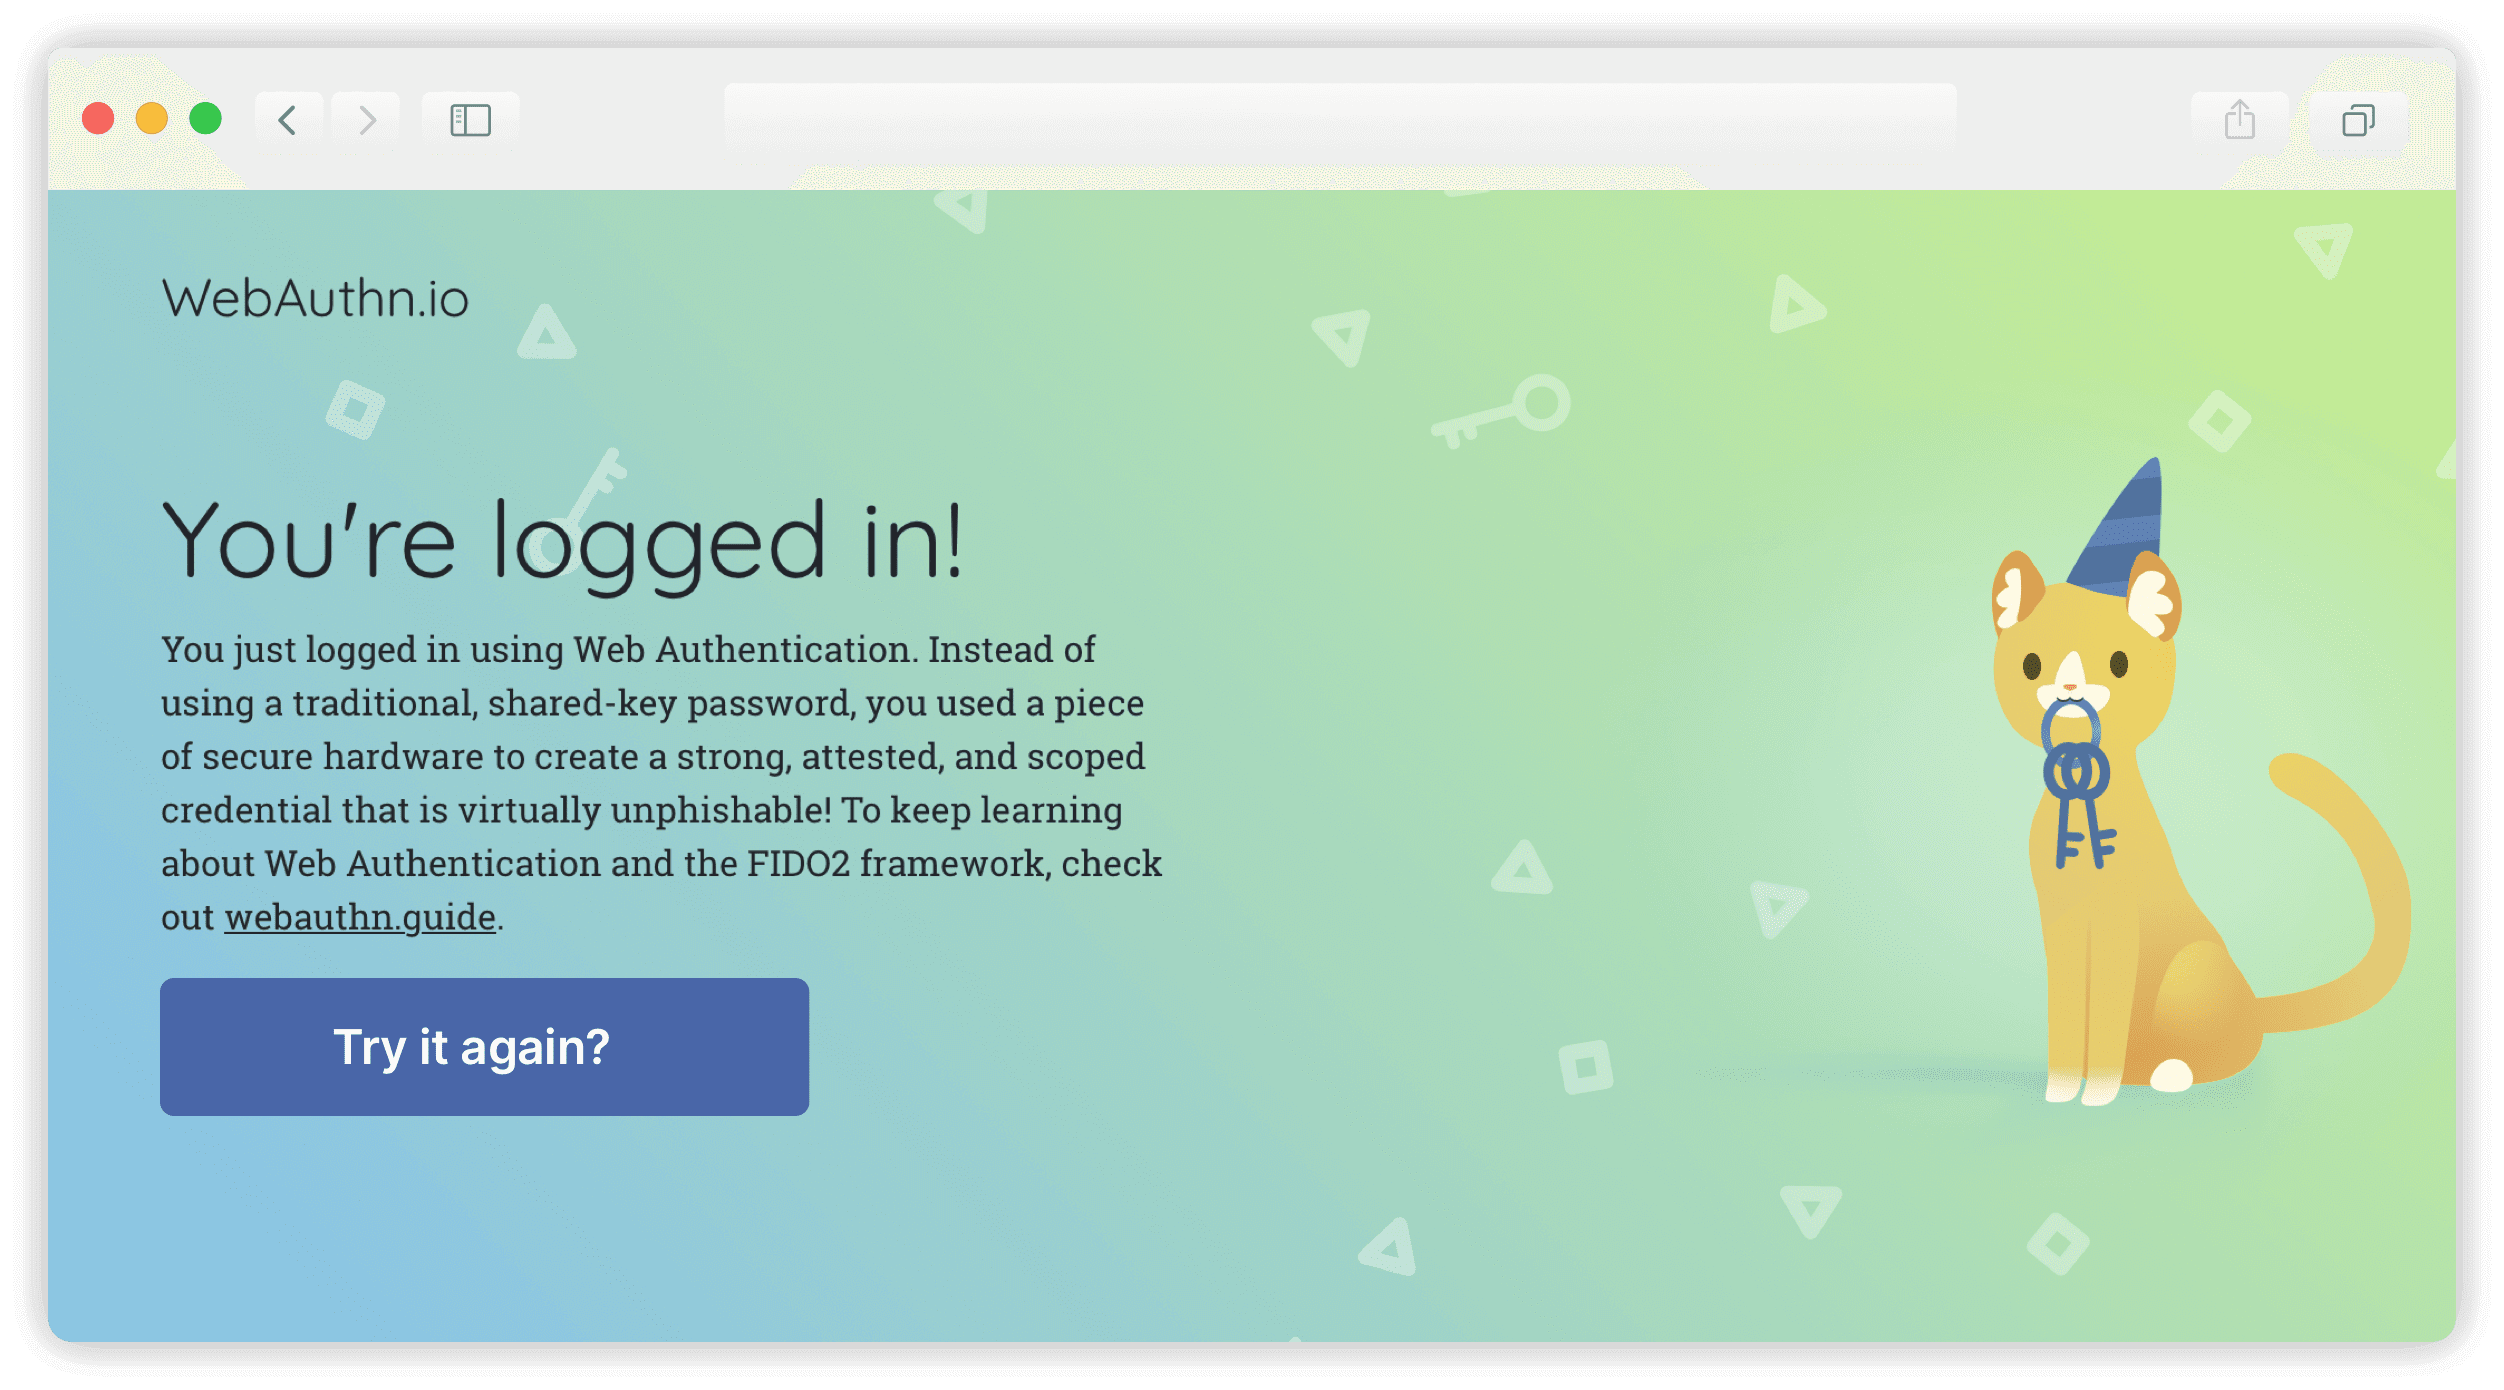 WebAuthn.io
You're logged in!
You just logged in using Web Authentication. Instead of
using a traditional, shared-key password, you used a piece
of secure hardware to create a strong, attested, and scoped
credential that is virtually unphishable! To keep learning
about Web Authentication and the FIDO2 framework, check
out webauthn.guide.
Try it again?